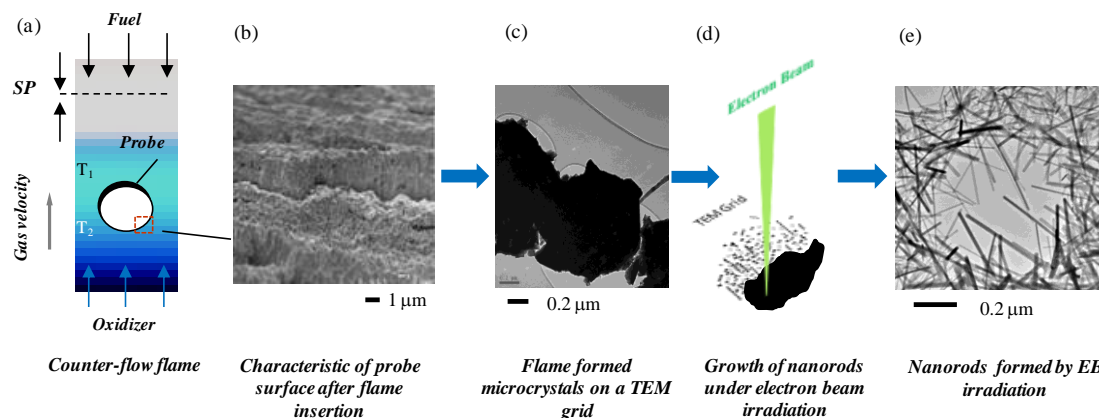 (a)
Fuel
SP
Probe
T1
T2
Gas velocity
Oxidizer
Counter-flow flame
(b)
1 μm
Characteristic of probe
surface after flame
insertion
(c)
0.2 μm
Flame formed
microcrystals on a TEM
grid
(d)
Electron Beam
TEM Grid
Growth of nanorods
under electron beam
irradiation
(e)
0.2 μm
Nanorods formed by EB
irradiation